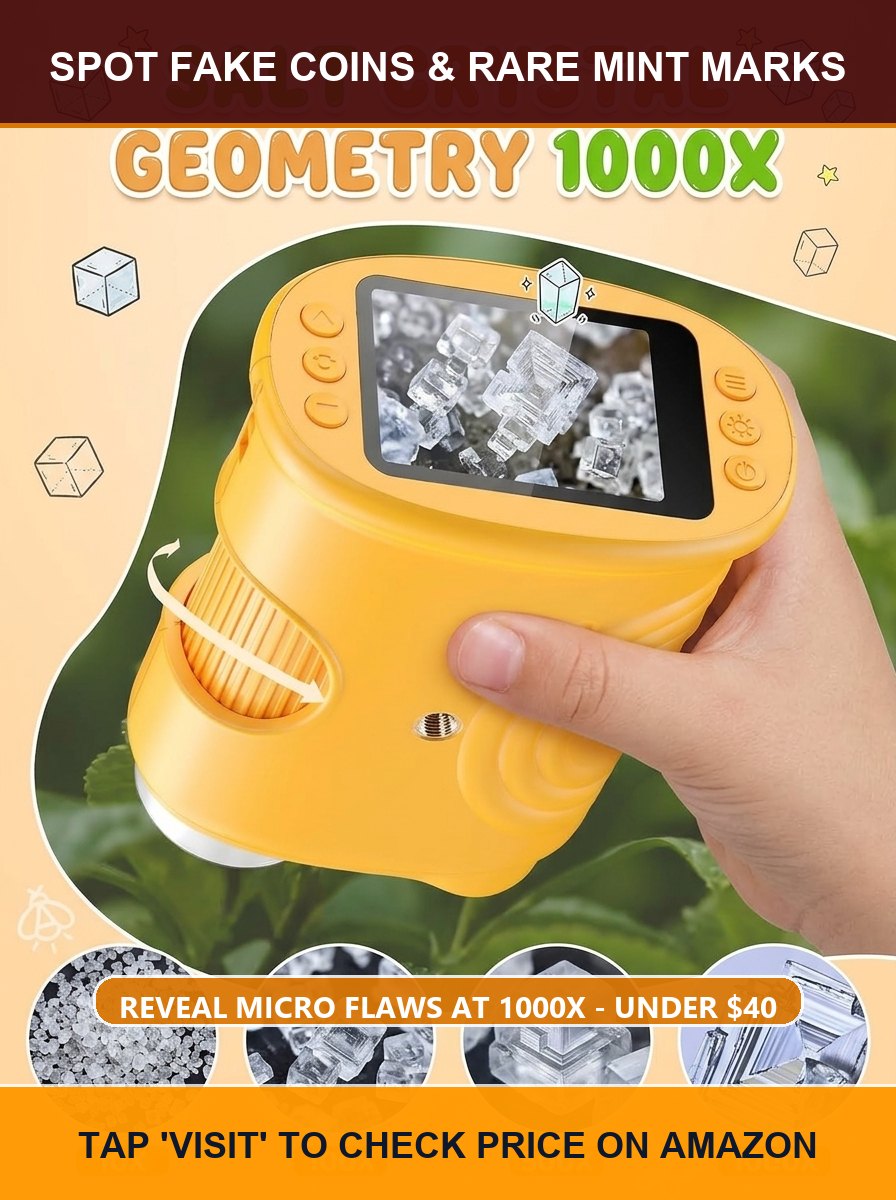 SPOT FAKE COINS & RARE MINT MARKS
GEOMETRY 1000X
REVEAL MICRO FLAWS AT 1000X - UNDER $40
TAP 'VISIT' TO CHECK PRICE ON AMAZON